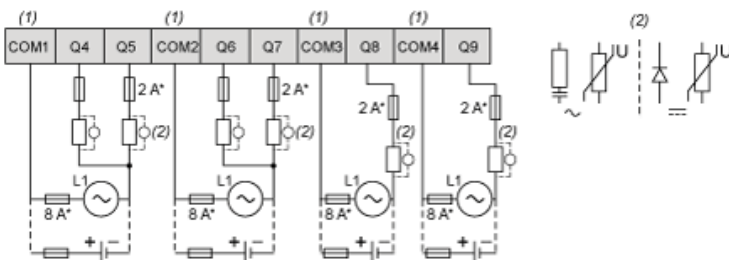 (1) (1) (1) (1) (2)
COM1 Q4 Q5 COM2 Q6 Q7 COM3 Q8 COM4 Q9
U U
2 A* 2 A* 2 A* 2 A*
(2) (2) (2) (2)
~ ⎓
L1 L1 L1 L1
~ ~ ~ ~
8 A* 8 A* 8 A* 8 A*
+ − + − + − + −